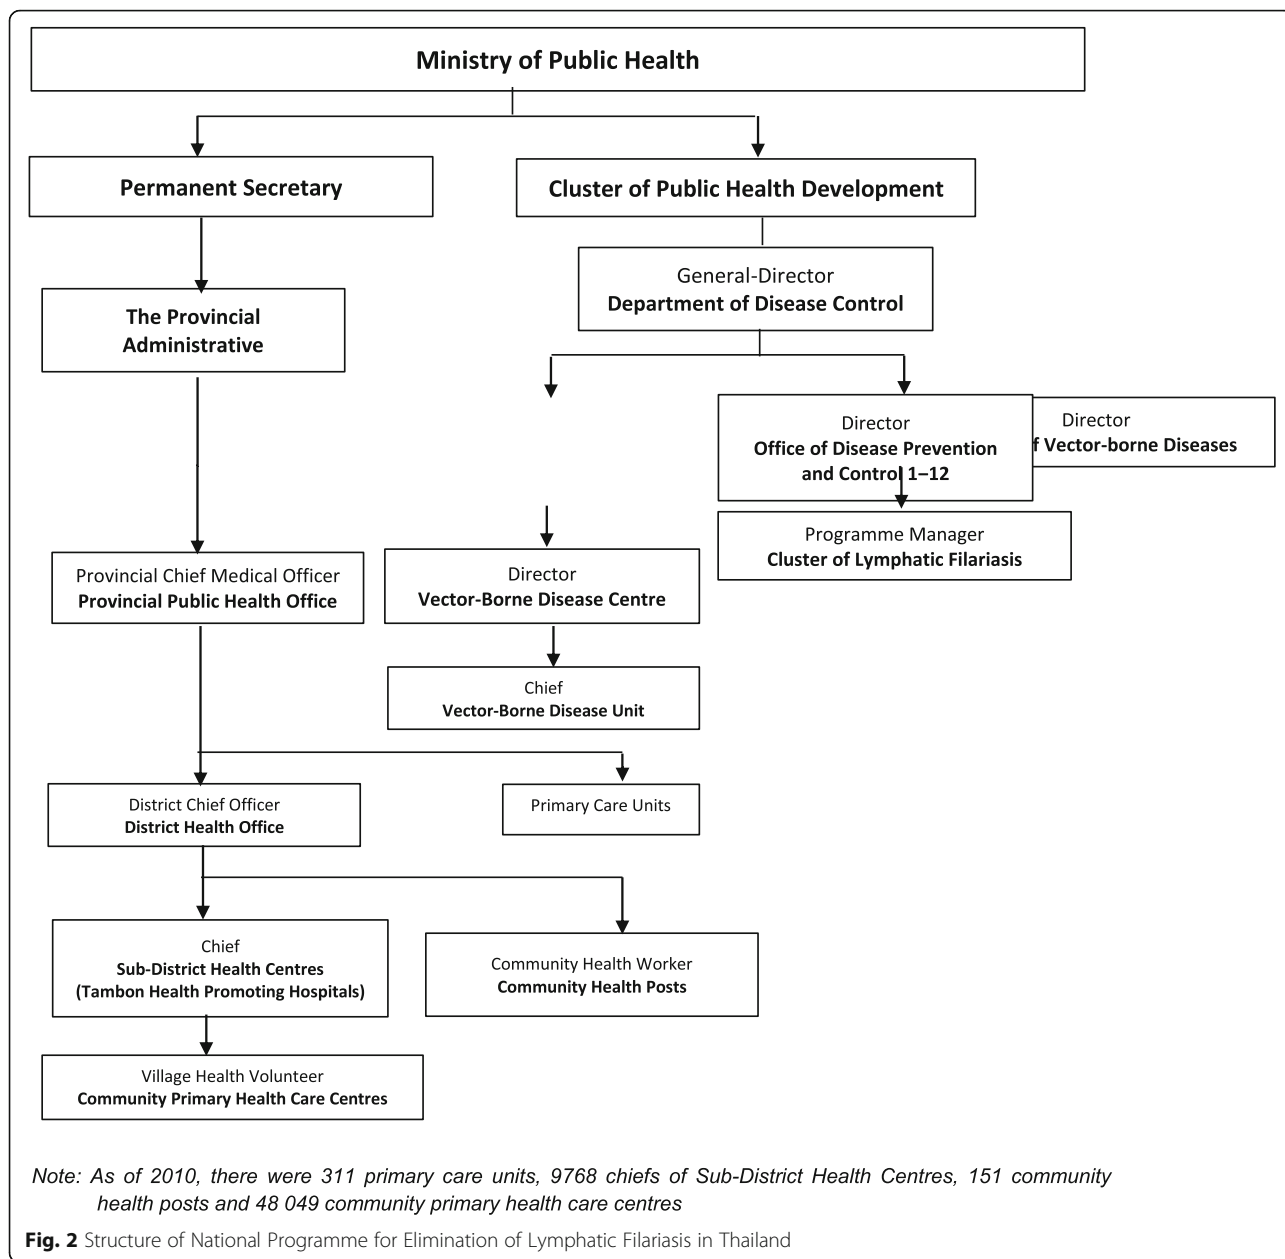 Ministry of Public Health
Permanent Secretary
Cluster of Public Health Development
General-Director
Department of Disease Control
The Provincial
Administrative
Director
Office of Disease Prevention
and Control 1–12
Director
f Vector-borne Diseases
Programme Manager
Cluster of Lymphatic Filariasis
Provincial Chief Medical Officer
Provincial Public Health Office
Director
Vector-Borne Disease Centre
Chief
Vector-Borne Disease Unit
District Chief Officer
District Health Office
Primary Care Units
Chief
Sub-District Health Centres
(Tambon Health Promoting Hospitals)
Community Health Worker
Community Health Posts
Village Health Volunteer
Community Primary Health Care Centres
Note: As of 2010, there were 311 primary care units, 9768 chiefs of Sub-District Health Centres, 151 community
health posts and 48 049 community primary health care centres
Fig. 2 Structure of National Programme for Elimination of Lymphatic Filariasis in Thailand